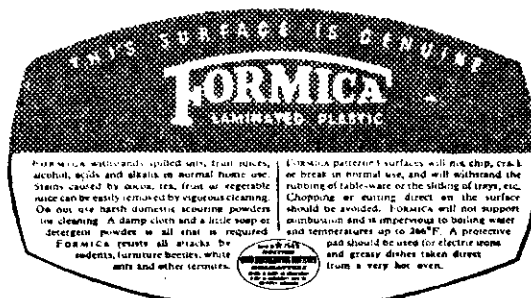 THIS SURFACE IS GENUINE
FORMICA
LAMINATED PLASTIC
FORMICA withstands spilled inks, fruit juices,
alcohol, acids and alkalis in normal home use.
Stains caused by cocoa, tea, fruit or vegetable
juice can be easily removed by vigorous cleaning.
Do not use harsh domestic scouring powders
for cleaning. A damp cloth and a little soap or
detergent powder is all that is required.
FORMICA resists all attacks by
rodents, furniture beetles, white
ants and other termites.
FORMICA patterned surfaces will not chip, crack
or break in normal use, and will withstand the
rubbing of table-ware or the sliding of trays, etc.
Chopping or cutting direct on the surface
should be avoided. FORMICA will not support
combustion and is impervious to boiling water
and temperatures up to 266°F. A protective
pad should be used for electric irons
and greasy dishes taken direct
from a very hot oven.